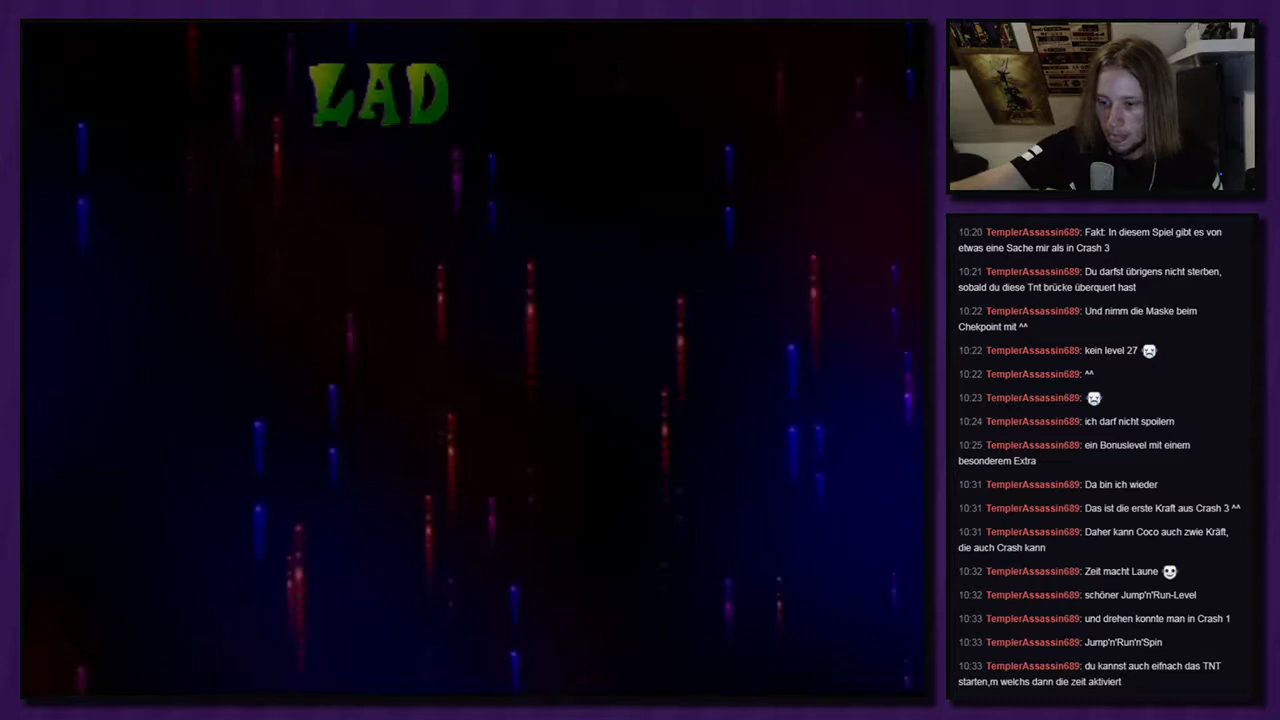 LAD
10:20 TemplerAssassin689: Fakt: In diesem Spiel gibt es von
etwas eine Sache mir als in Crash 3
10:21 TemplerAssassin689: Du darfst übrigens nicht sterben,
sobald du diese Tnt brücke überquert hast
10:22 TemplerAssassin689: Und nimm die Maske beim
Chekpoint mit ^^
10:22 TemplerAssassin689: kein level 27
10:22 TemplerAssassin689: ^^
10:23 TemplerAssassin689:
10:24 TemplerAssassin689: ich darf nicht spoilern
10:25 TemplerAssassin689: ein Bonuslevel mit einem
besonderem Extra
10:31 TemplerAssassin689: Da bin ich wieder
10:31 TemplerAssassin689: Das ist die erste Kraft aus Crash 3 ^^
10:31 TemplerAssassin689: Daher kann Coco auch zwie Kräft,
die auch Crash kann
10:32 TemplerAssassin689: Zeit macht Laune
10:32 TemplerAssassin689: schöner Jump'n'Run-Level
10:33 TemplerAssassin689: und drehen konnte man in Crash 1
10:33 TemplerAssassin689: Jump'n'Run'n'Spin
10:33 TemplerAssassin689: du kannst auch eifnach das TNT
starten,m welchs dann die zeit aktiviert